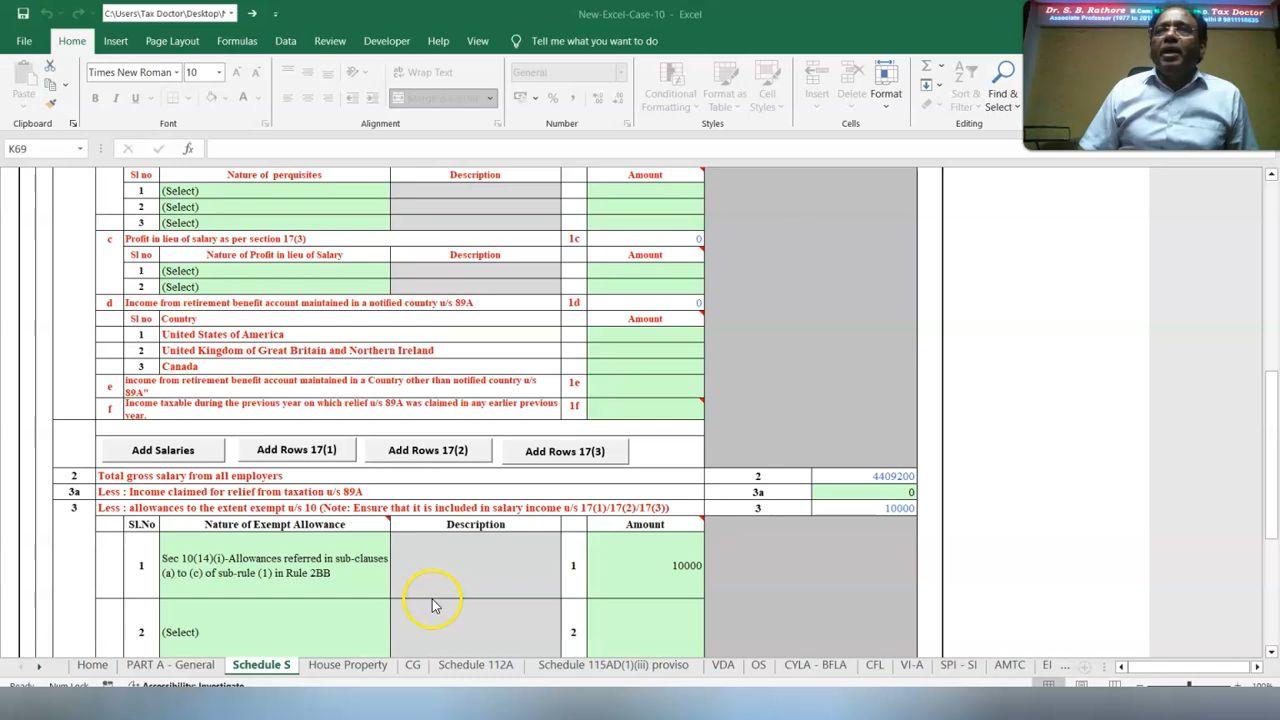 C:\Users\Tax Doctor\Desktop\N
New-Excel-Case-10 - Excel
Dr. S. B. Rathore
Tax Doctor
Associate Professor (1977 to
File Home Insert Page Layout Formulas Data Review Developer Help View Tell me what you want to do
Paste
Times New Roman 10
Wrap Text
General
Conditional Formatting
Format as Table
Cell Styles
Insert Delete Format
Sort & Filter
Find & Select
B
Clipboard Font Alignment Number Styles Cells Editing
K69 fx
Sl no Nature of perquisites Description Amount
1 (Select)
2 (Select)
3 (Select)
c Profit in lieu of salary as per section 17(3) 1c 0
Sl no Nature of Profit in lieu of Salary Description Amount
1 (Select)
2 (Select)
d Income from retirement benefit account maintained in a notified country u/s 89A 1d 0
Sl no Country Amount
1 United States of America
2 United Kingdom of Great Britain and Northern Ireland
3 Canada
e income from retirement benefit account maintained in a Country other than notified country u/s 89A" 1e
f Income taxable during the previous year on which relief u/s 89A was claimed in any earlier previous year. 1f
Add Salaries Add Rows 17(1) Add Rows 17(2) Add Rows 17(3)
2 Total gross salary from all employers 2 4409200
3a Less : Income claimed for relief from taxation u/s 89A 3a 0
3 Less : allowances to the extent exempt u/s 10 (Note: Ensure that it is included in salary income u/s 17(1)/17(2)/17(3)) 3 10000
Sl.No Nature of Exempt Allowance Description Amount
1 Sec 10(14)(i)-Allowances referred in sub-clauses (a) to (c) of sub-rule (1) in Rule 2BB 1 10000
2 (Select) 2
Home PART A - General Schedule S House Property CG Schedule 112A Schedule 115AD(1)(iii) proviso VDA OS CYLA - BFLA CFL VI-A SPI - SI AMTC EI ...
Ready Num Lock Accessibility: Investigate 100%